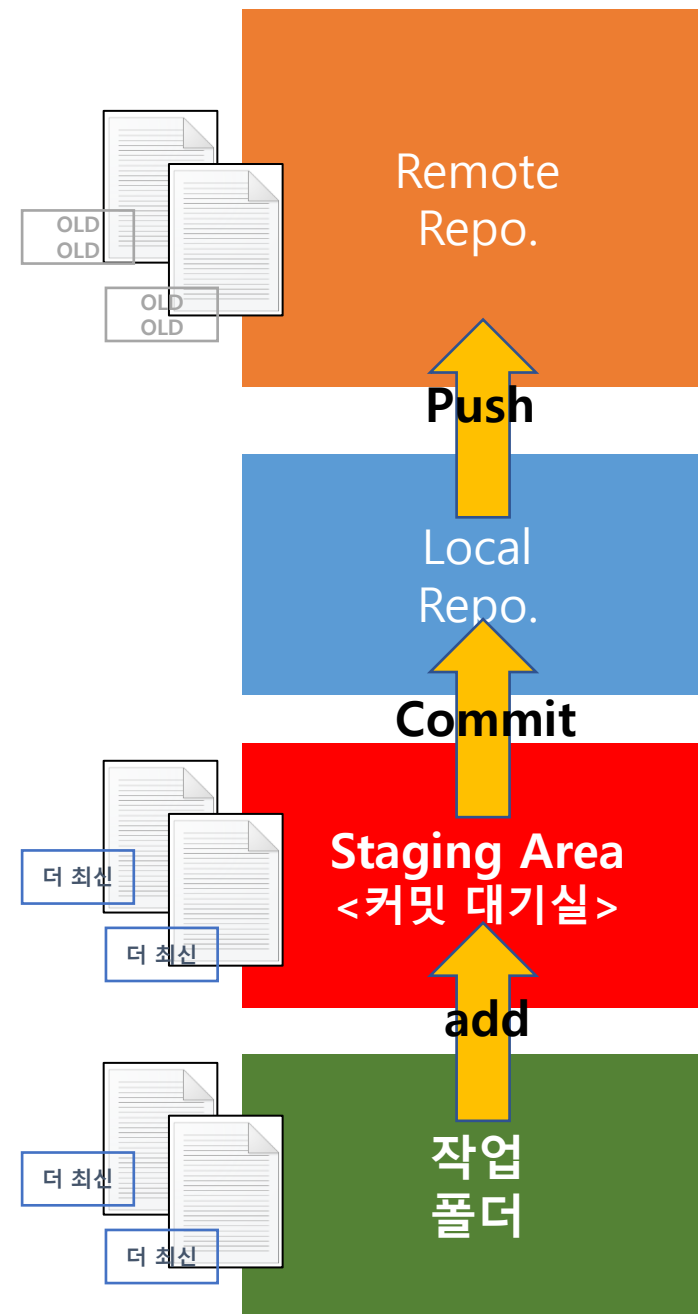 Remote
Repo.
OLD
OLD
OLD
OLD
Push
Local
Repo.
Commit
Staging Area
<커밋 대기실>
더 최신
더 최신
add
작업
폴더
더 최신
더 최신